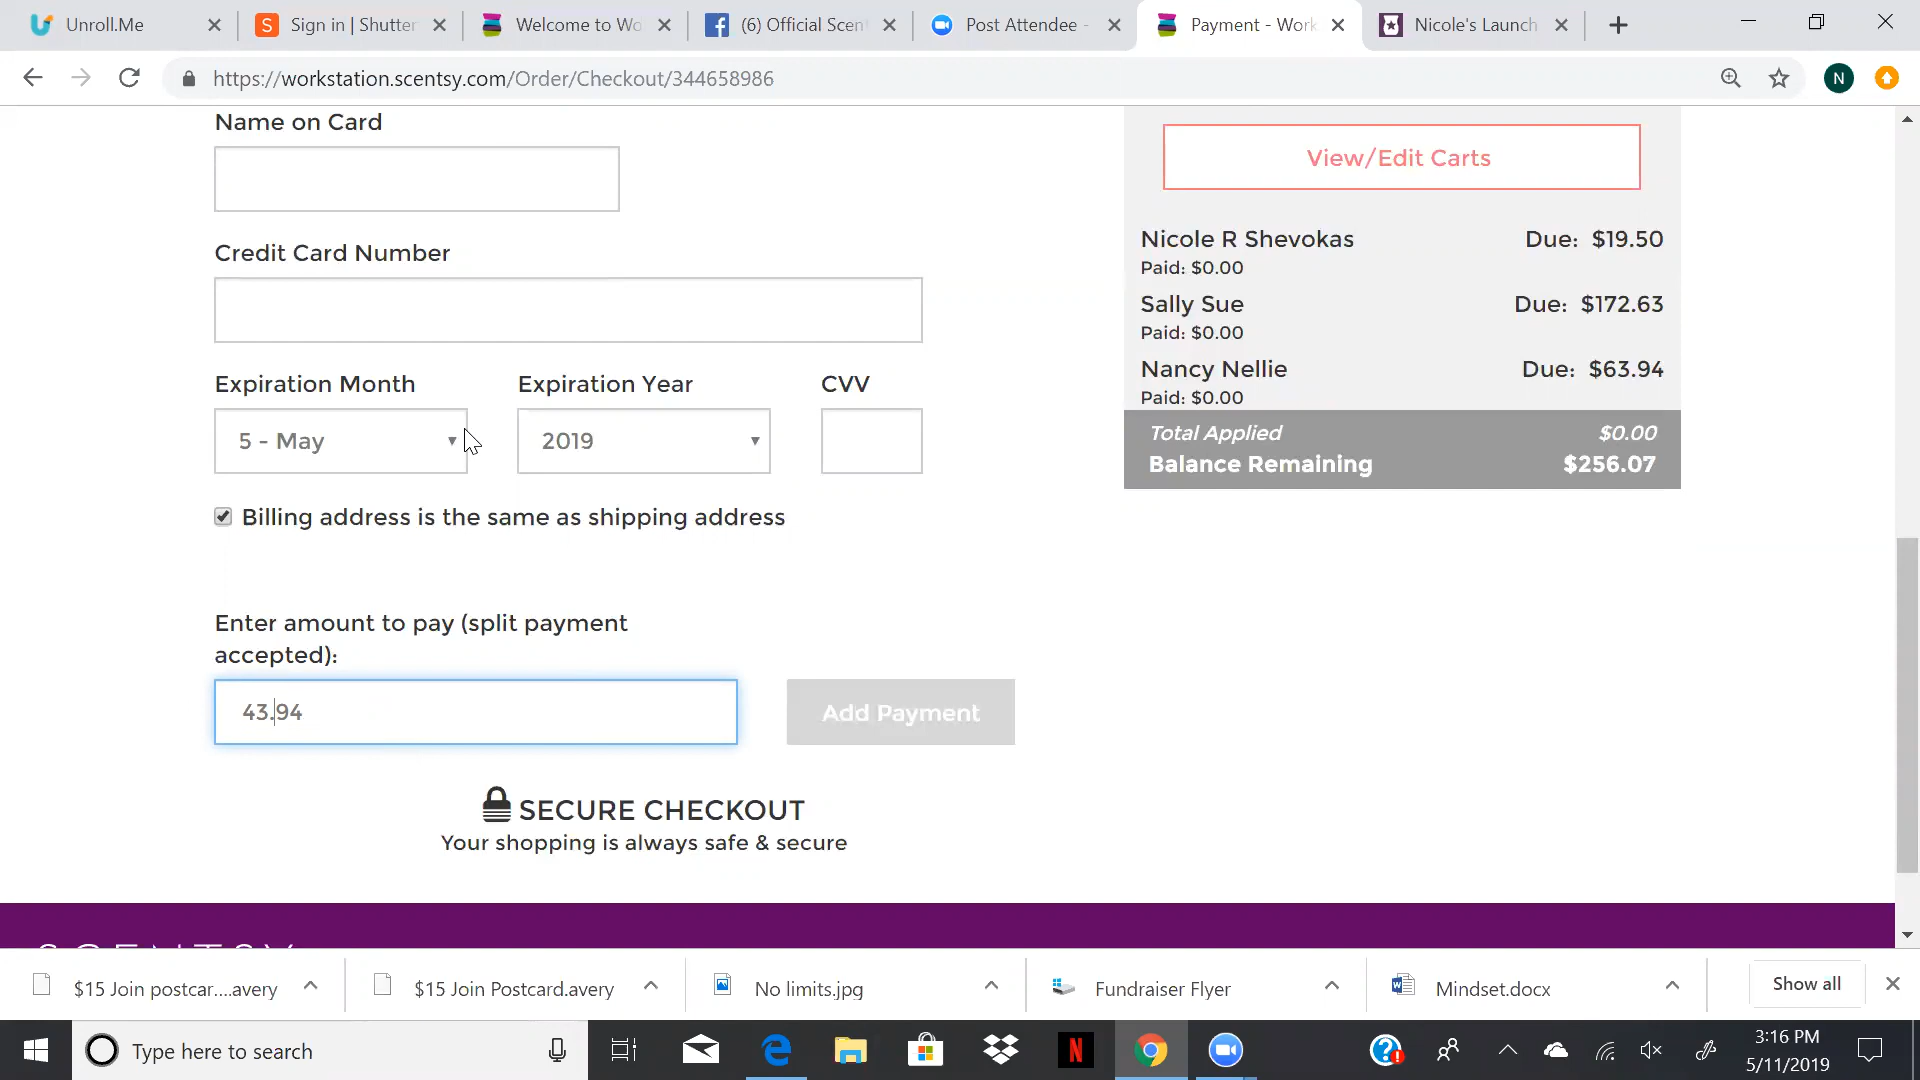 Unroll.Me
Sign in | Shutter
Welcome to Wo
(6) Official Scen
Post Attendee -
Payment - Work
Nicole's Launch
https://workstation.scentsy.com/Order/Checkout/344658986
N
Name on Card
Credit Card Number
Expiration Month
Expiration Year
CVV
5 - May
2019
Billing address is the same as shipping address
Enter amount to pay (split payment
accepted):
43.94
Add Payment
SECURE CHECKOUT
Your shopping is always safe & secure
View/Edit Carts
Nicole R Shevokas Due: $19.50
Paid: $0.00
Sally Sue Due: $172.63
Paid: $0.00
Nancy Nellie Due: $63.94
Paid: $0.00
Total Applied $0.00
Balance Remaining $256.07
SCENTSY
$15 Join postcar....avery
$15 Join Postcard.avery
No limits.jpg
Fundraiser Flyer
Mindset.docx
Show all
Type here to search
3:16 PM
5/11/2019